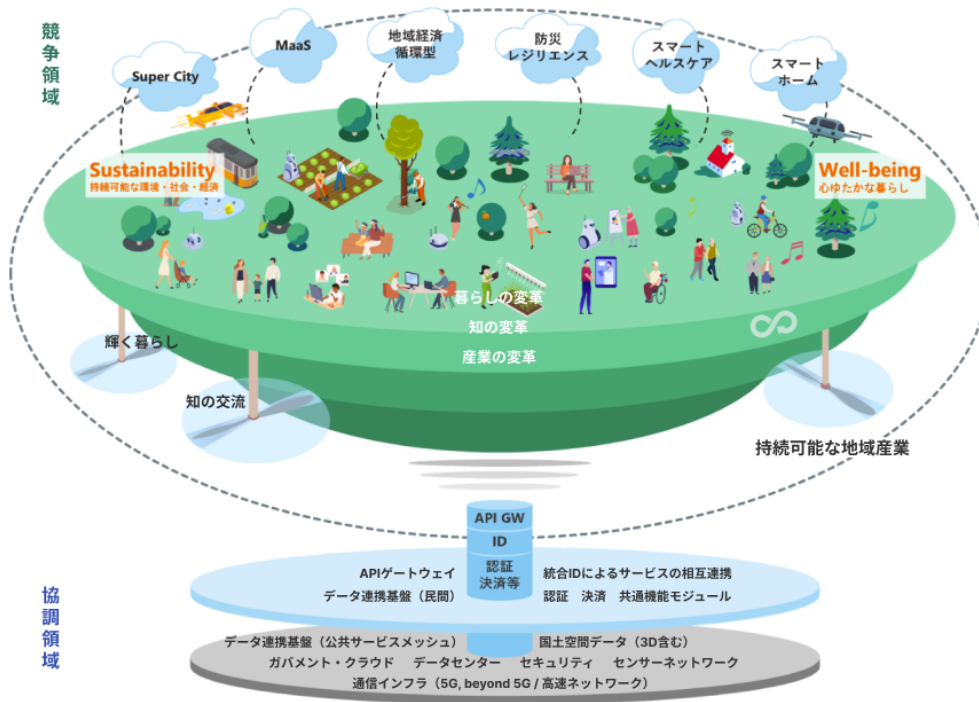 競争領域
Super City
MaaS
地域経済
循環型
防災
レジリエンス
スマート
ヘルスケア
スマート
ホーム
Sustainability
持続可能な環境・社会・経済
Well-being
心ゆたかな暮らし
暮らしの変革
知の変革
産業の変革
輝く暮らし
知の交流
持続可能な地域産業
API GW
ID
認証
決済等
協調領域
APIゲートウェイ
統合IDによるサービスの相互連携
データ連携基盤（民間）
認証　決済　共通機能モジュール
データ連携基盤（公共サービスメッシュ）
国土空間データ（3D含む）
ガバメント・クラウド　データセンター　セキュリティ　センサーネットワーク
通信インフラ（5G, beyond 5G / 高速ネットワーク）